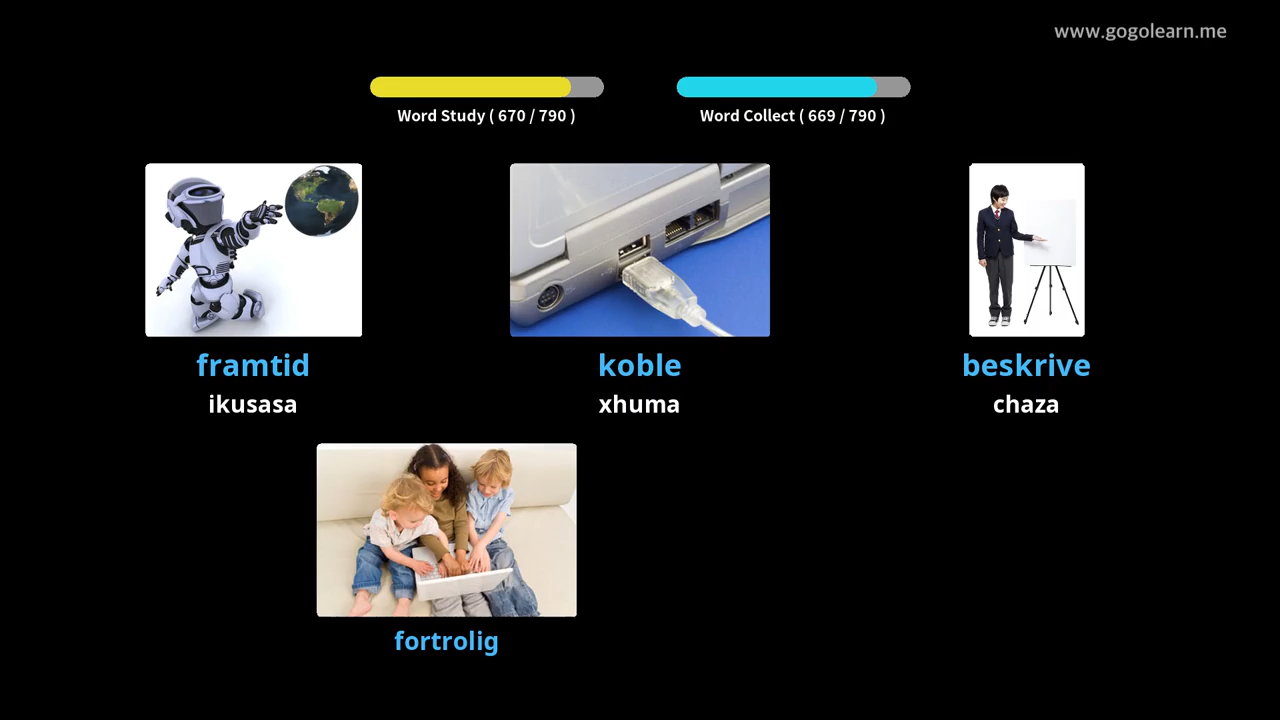 www.gogolearn.me
Word Study ( 670 / 790 )
Word Collect ( 669 / 790 )
framtid
koble
beskrive
ikusasa
xhuma
chaza
fortrolig